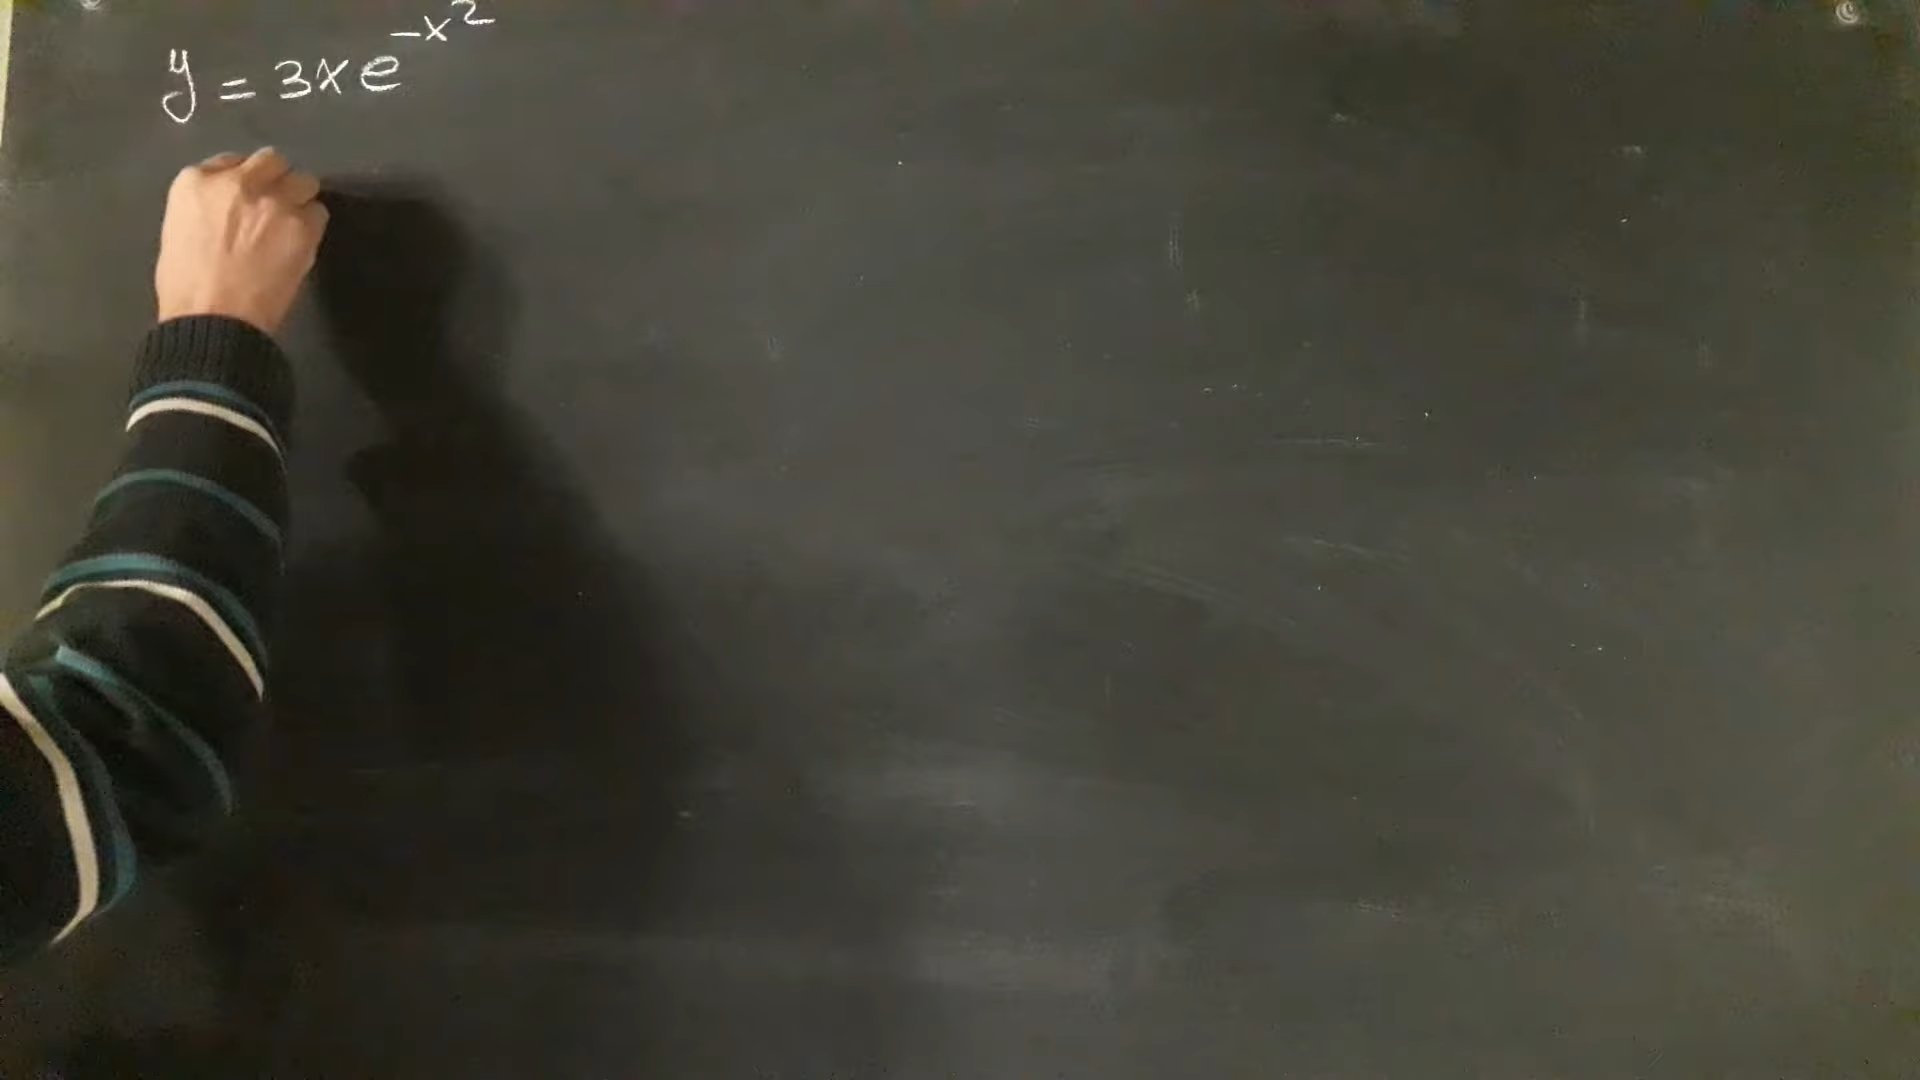 y = 3xe^{-x^2}